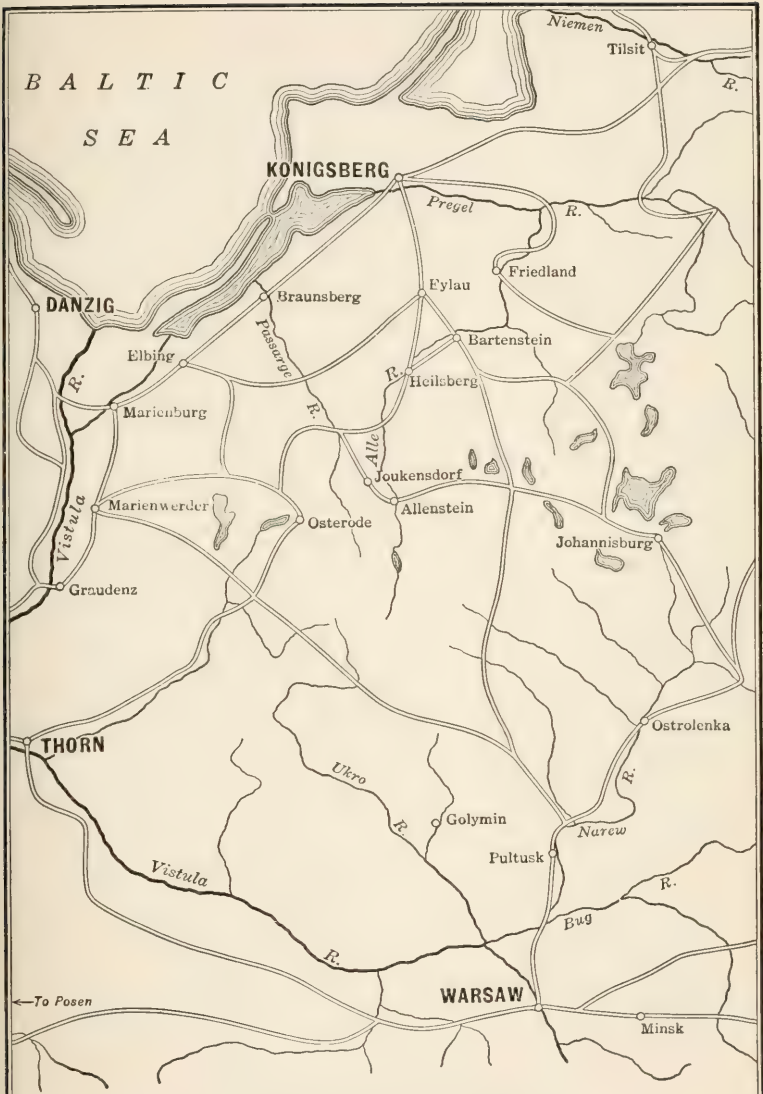 Niemen
Tilsit
R.
BALTIC
SEA
KONIGSBERG
Pregel
R.
Friedland
DANZIG
Braunsberg
Eylau
Elbing
Passarge
R.
Bartenstein
R.
Heilsberg
R.
Marienburg
Alle
Joukensdorf
Marienwerder
Allenstein
Osterode
Vistula
Johannisburg
Graudenz
THORN
Ostrolenka
Ukro
R.
R.
Golymin
Narew
Pultusk
Vistula
R.
R.
Bug
←To Posen
WARSAW
Minsk